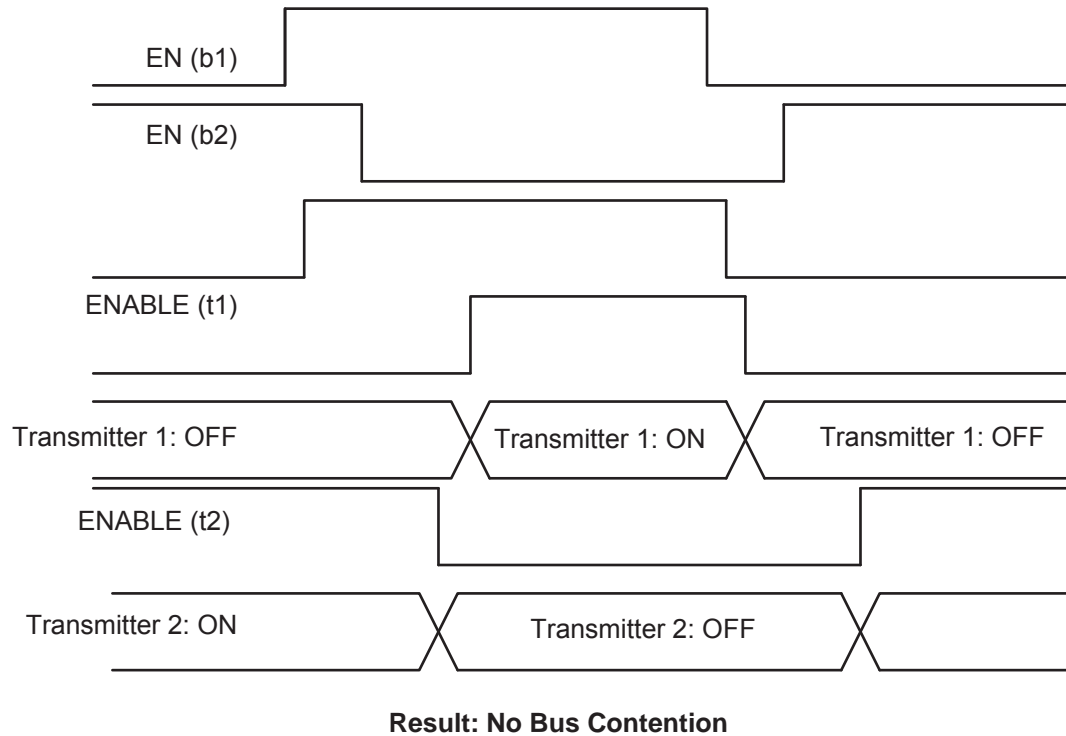 EN (b1)
EN (b2)
ENABLE (t1)
Transmitter 1: OFF
Transmitter 1: ON
Transmitter 1: OFF
ENABLE (t2)
Transmitter 2: ON
Transmitter 2: OFF
Result: No Bus Contention